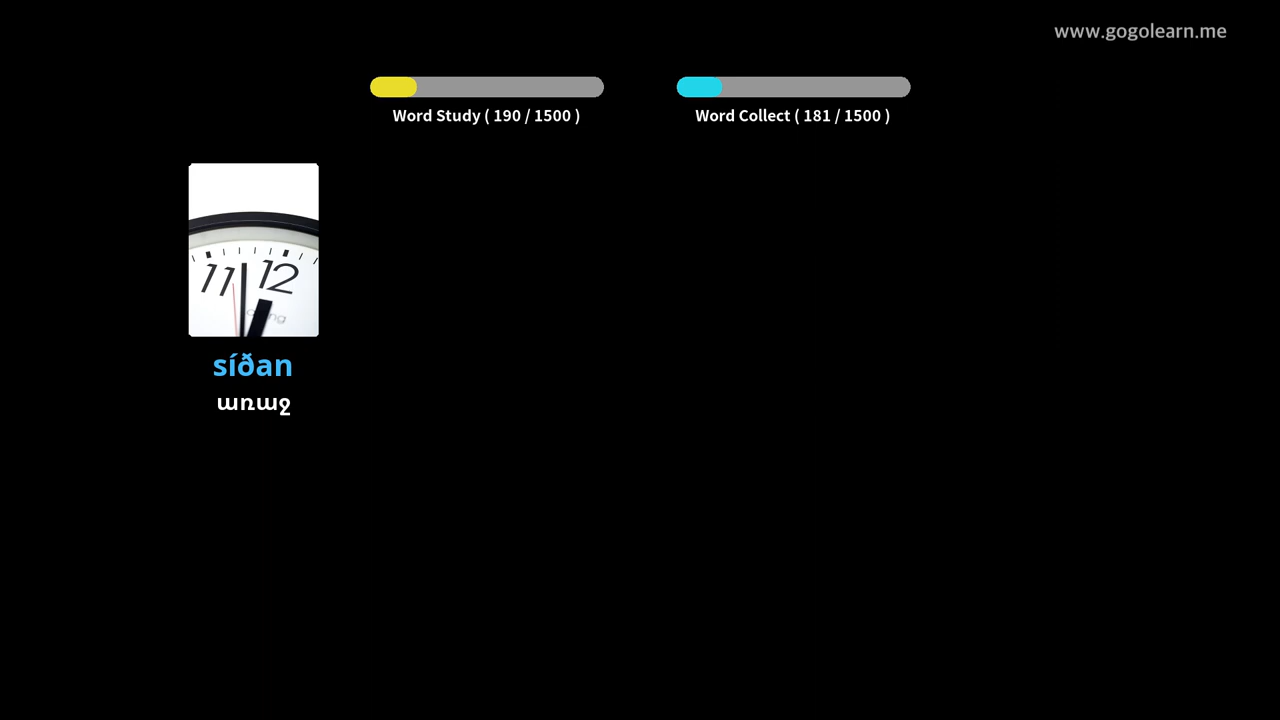 www.gogolearn.me
Word Study ( 190 / 1500 )
Word Collect ( 181 / 1500 )
11 12
síðan
առաջ